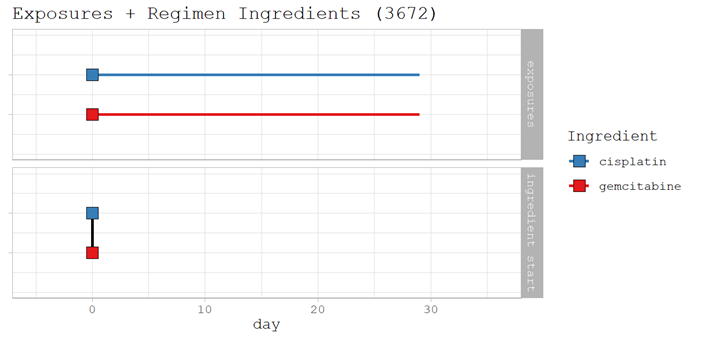 Exposures + Regimen Ingredients (3672)
exposures
ingredient start
0 10 20 30
day
Ingredient
cisplatin
gemcitabine